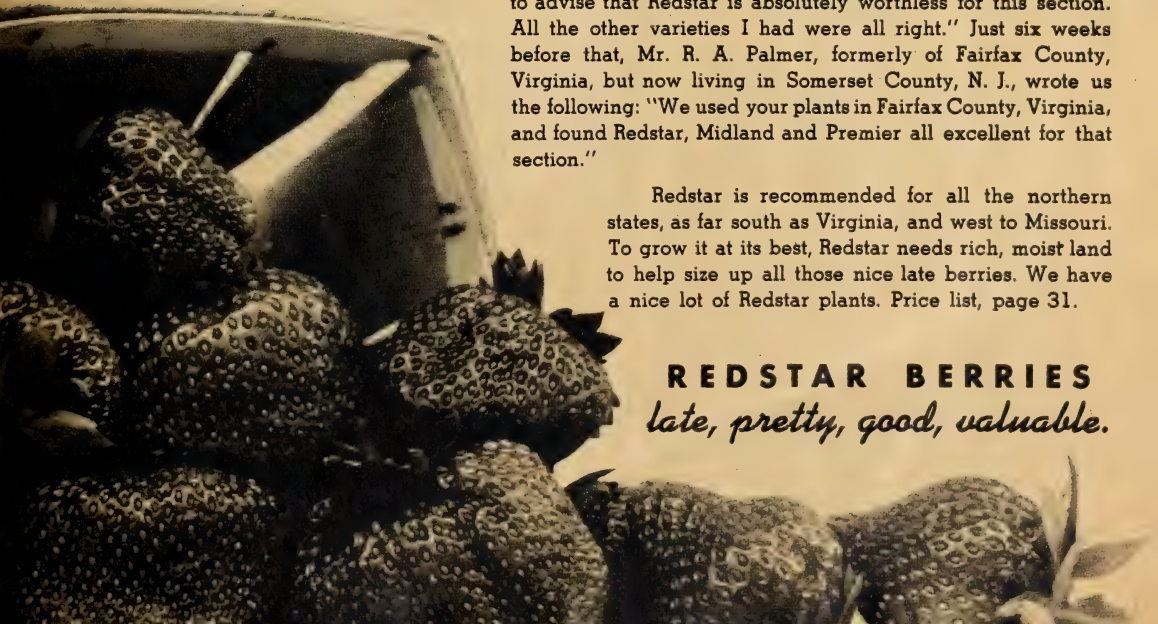 to advise that Redstar is absolutely worthless for this section.
All the other varieties I had were all right." Just six weeks
before that, Mr. R. A. Palmer, formerly of Fairfax County,
Virginia, but now living in Somerset County, N. J., wrote us
the following: "We used your plants in Fairfax County, Virginia,
and found Redstar, Midland and Premier all excellent for that
section."
Redstar is recommended for all the northern
states, as far south as Virginia, and west to Missouri.
To grow it at its best, Redstar needs rich, moist land
to help size up all those nice late berries. We have
a nice lot of Redstar plants. Price list, page 31.
REDSTAR BERRIES
late, pretty, good, valuable.